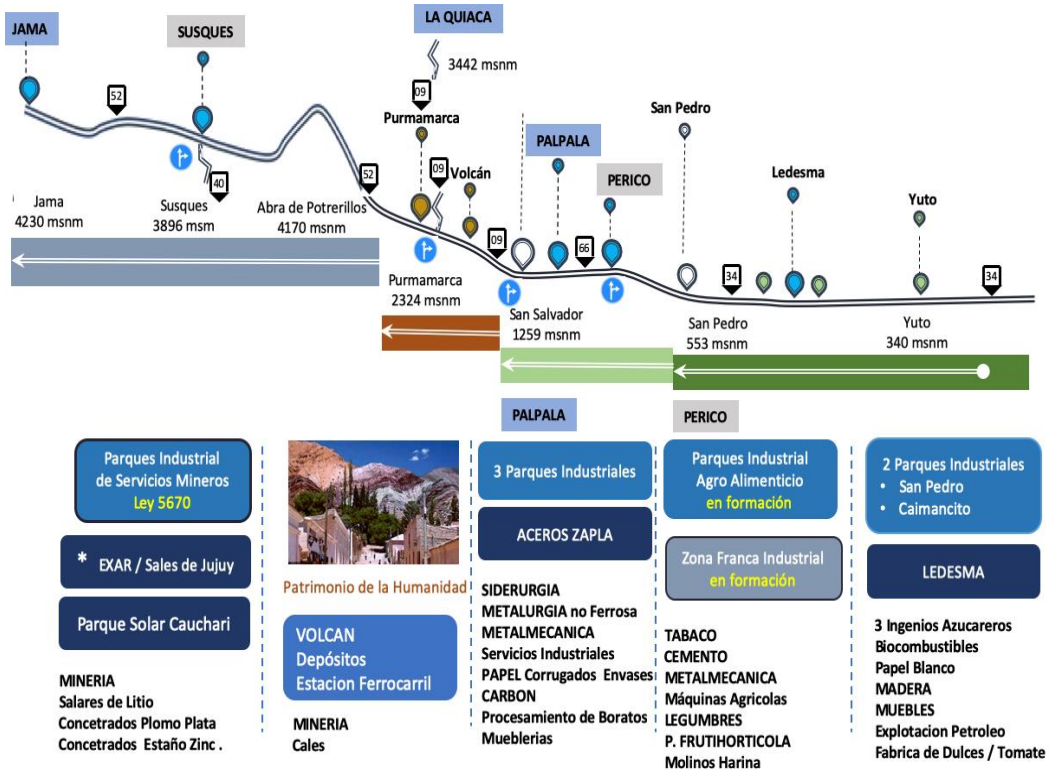 JAMA
SUSQUES
LA QUIACA
3442 msnm
52
09
Purmamarca
San Pedro
40
52
09
Volcán
PALPALA
PERICO
Ledesma
Yuto
09
66
34
34
Jama
4230 msnm
Susques
3896 msm
Abra de Potrerillos
4170 msnm
Purmamarca
2324 msnm
San Salvador
1259 msnm
San Pedro
553 msnm
Yuto
340 msnm
Parques Industrial
de Servicios Mineros
Ley 5670
* EXAR / Sales de Jujuy
Parque Solar Cauchari
MINERIA
Salares de Litio
Concetrados Plomo Plata
Concetrados Estaño Zinc .
Patrimonio de la Humanidad
VOLCAN
Depósitos
Estacion Ferrocarril
MINERIA
Cales
PALPALA
3 Parques Industriales
ACEROS ZAPLA
SIDERURGIA
METALURGIA no Ferrosa
METALMECANICA
Servicios Industriales
PAPEL Corrugados Envases
CARBON
Procesamiento de Boratos
Mueblerias
PERICO
Parques Industrial
Agro Alimenticio
en formación
Zona Franca Industrial
en formación
TABACO
CEMENTO
METALMECANICA
Máquinas Agricolas
LEGUMBRES
P. FRUTIHORTICOLA
Molinos Harina
2 Parques Industriales
• San Pedro
• Caimancito
LEDESMA
3 Ingenios Azucareros
Biocombustibles
Papel Blanco
MADERA
MUEBLES
Explotacion Petroleo
Fabrica de Dulces / Tomate